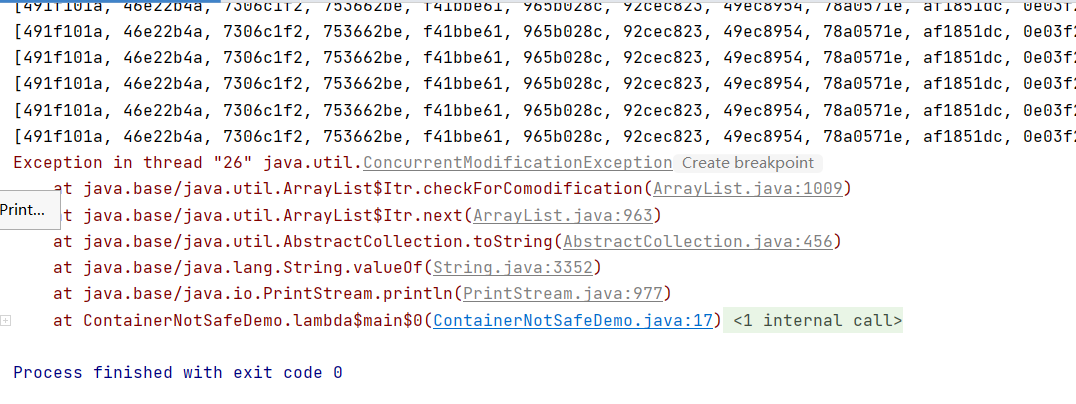 [491f101a, 46e22b4a, 7306c1f2, 753662be, f41bbe61, 965b028c, 92cec823, 49ec8954, 78a0571e, af1851dc, 0e03f2
[491f101a, 46e22b4a, 7306c1f2, 753662be, f41bbe61, 965b028c, 92cec823, 49ec8954, 78a0571e, af1851dc, 0e03f2
[491f101a, 46e22b4a, 7306c1f2, 753662be, f41bbe61, 965b028c, 92cec823, 49ec8954, 78a0571e, af1851dc, 0e03f2
[491f101a, 46e22b4a, 7306c1f2, 753662be, f41bbe61, 965b028c, 92cec823, 49ec8954, 78a0571e, af1851dc, 0e03f2
[491f101a, 46e22b4a, 7306c1f2, 753662be, f41bbe61, 965b028c, 92cec823, 49ec8954, 78a0571e, af1851dc, 0e03f2
[491f101a, 46e22b4a, 7306c1f2, 753662be, f41bbe61, 965b028c, 92cec823, 49ec8954, 78a0571e, af1851dc, 0e03f2
Exception in thread "26" java.util.ConcurrentModificationException Create breakpoint
at java.base/java.util.ArrayList$Itr.checkForComodification(ArrayList.java:1009)
Print...
at java.base/java.util.ArrayList$Itr.next(ArrayList.java:963)
at java.base/java.util.AbstractCollection.toString(AbstractCollection.java:456)
at java.base/java.lang.String.valueOf(String.java:3352)
at java.base/java.io.PrintStream.println(PrintStream.java:977)
at ContainerNotSafeDemo.lambda$main$0(ContainerNotSafeDemo.java:17) <1 internal call>
Process finished with exit code 0